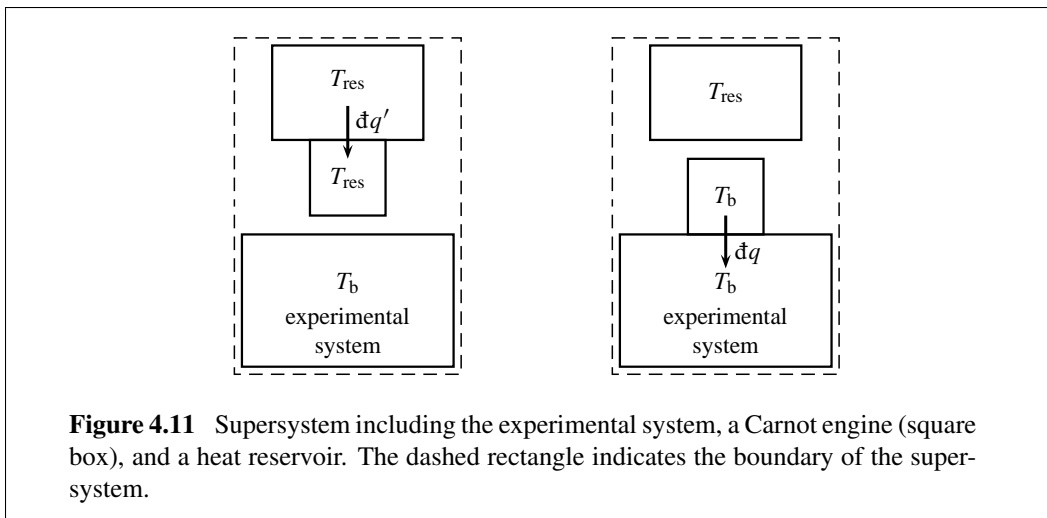 T_res
đq′
T_res
T_b
experimental
system
T_res
T_b
đq
T_b
experimental
system
Figure 4.11 Supersystem including the experimental system, a Carnot engine (square
box), and a heat reservoir. The dashed rectangle indicates the boundary of the super-
system.